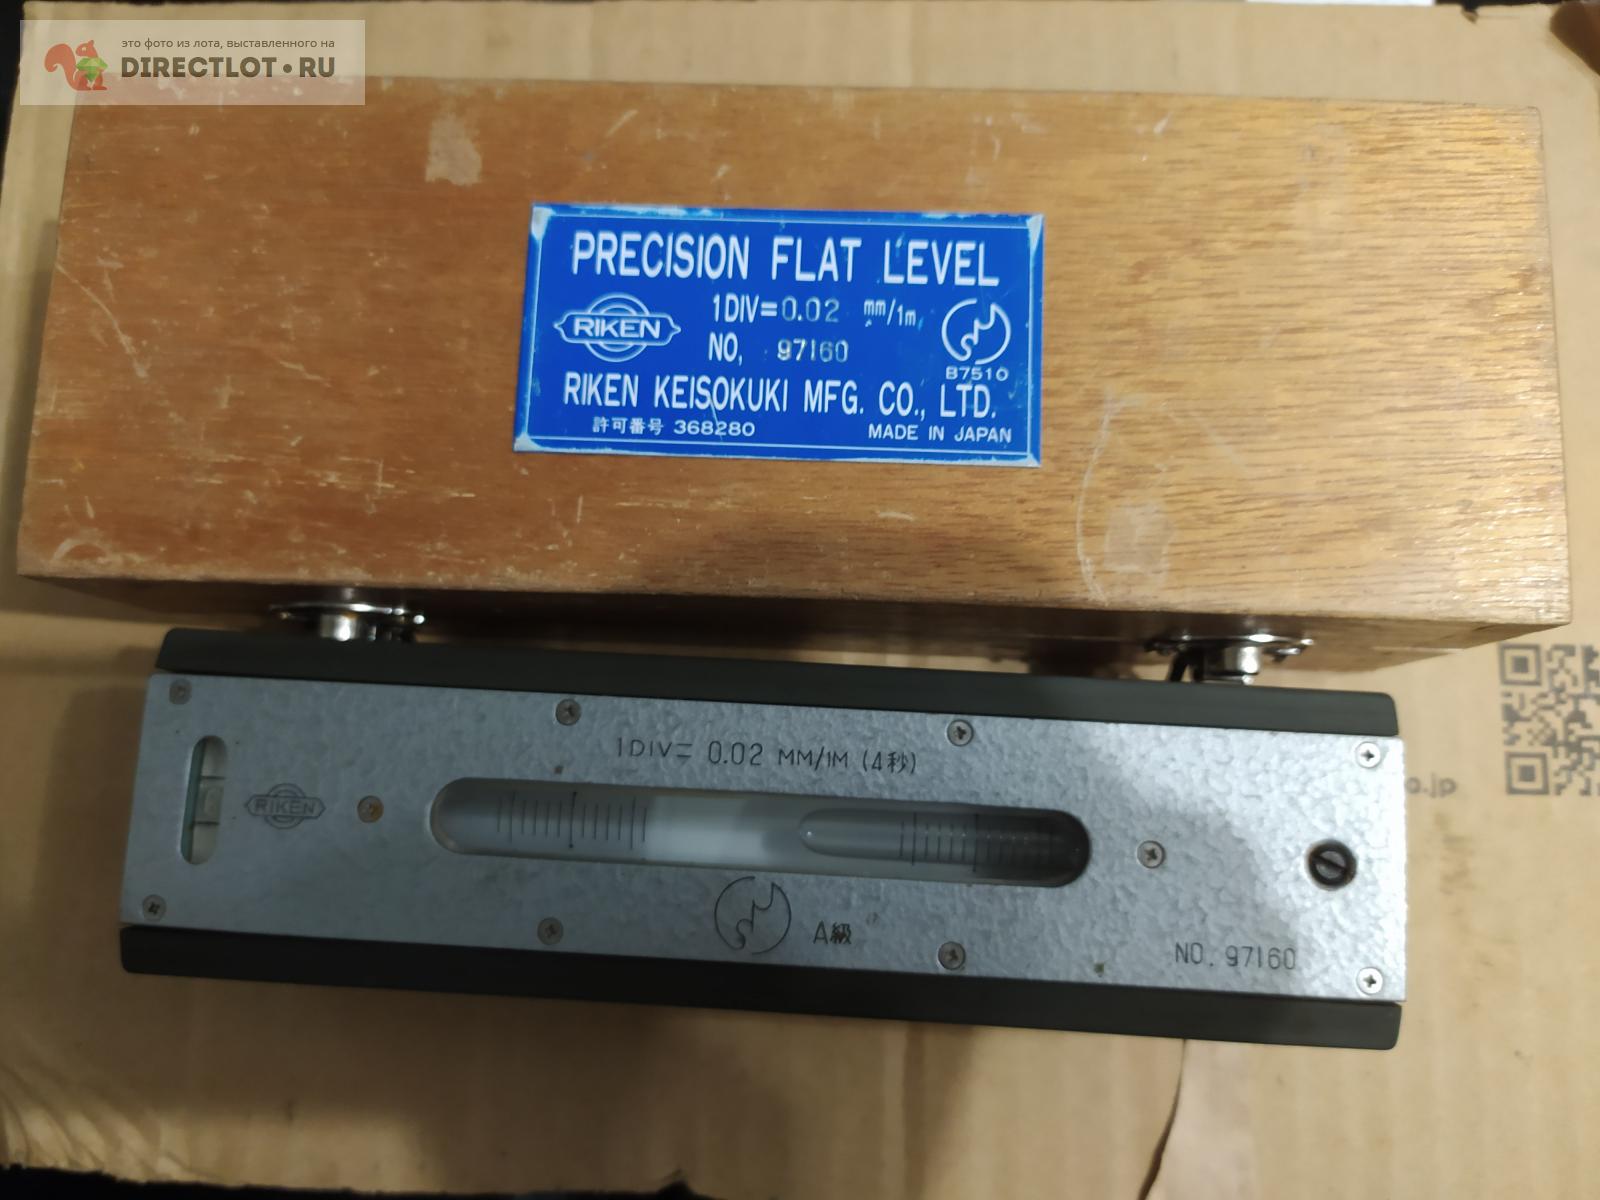 это фото из лота, выставленного на
DIRECTLOT•RU
PRECISION FLAT LEVEL
1DIV=0.02 mm/1m
RIKEN
NO, 97160
B7510
RIKEN KEISOKUKI MFG. CO., LTD.
許可番号 368280 MADE IN JAPAN
1DIV= 0.02 MM/1M (4秒)
RIKEN
A級
NO. 97160
o.jp